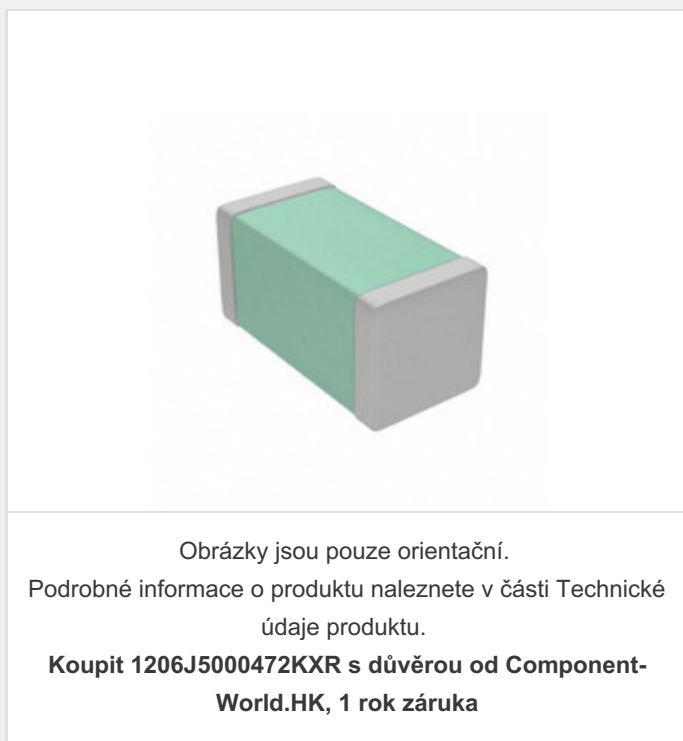 Obrázky jsou pouze orientační.
Podrobné informace o produktu naleznete v části Technické
údaje produktu.
Koupit 1206J5000472KXR s důvěrou od Component-
World.HK, 1 rok záruka